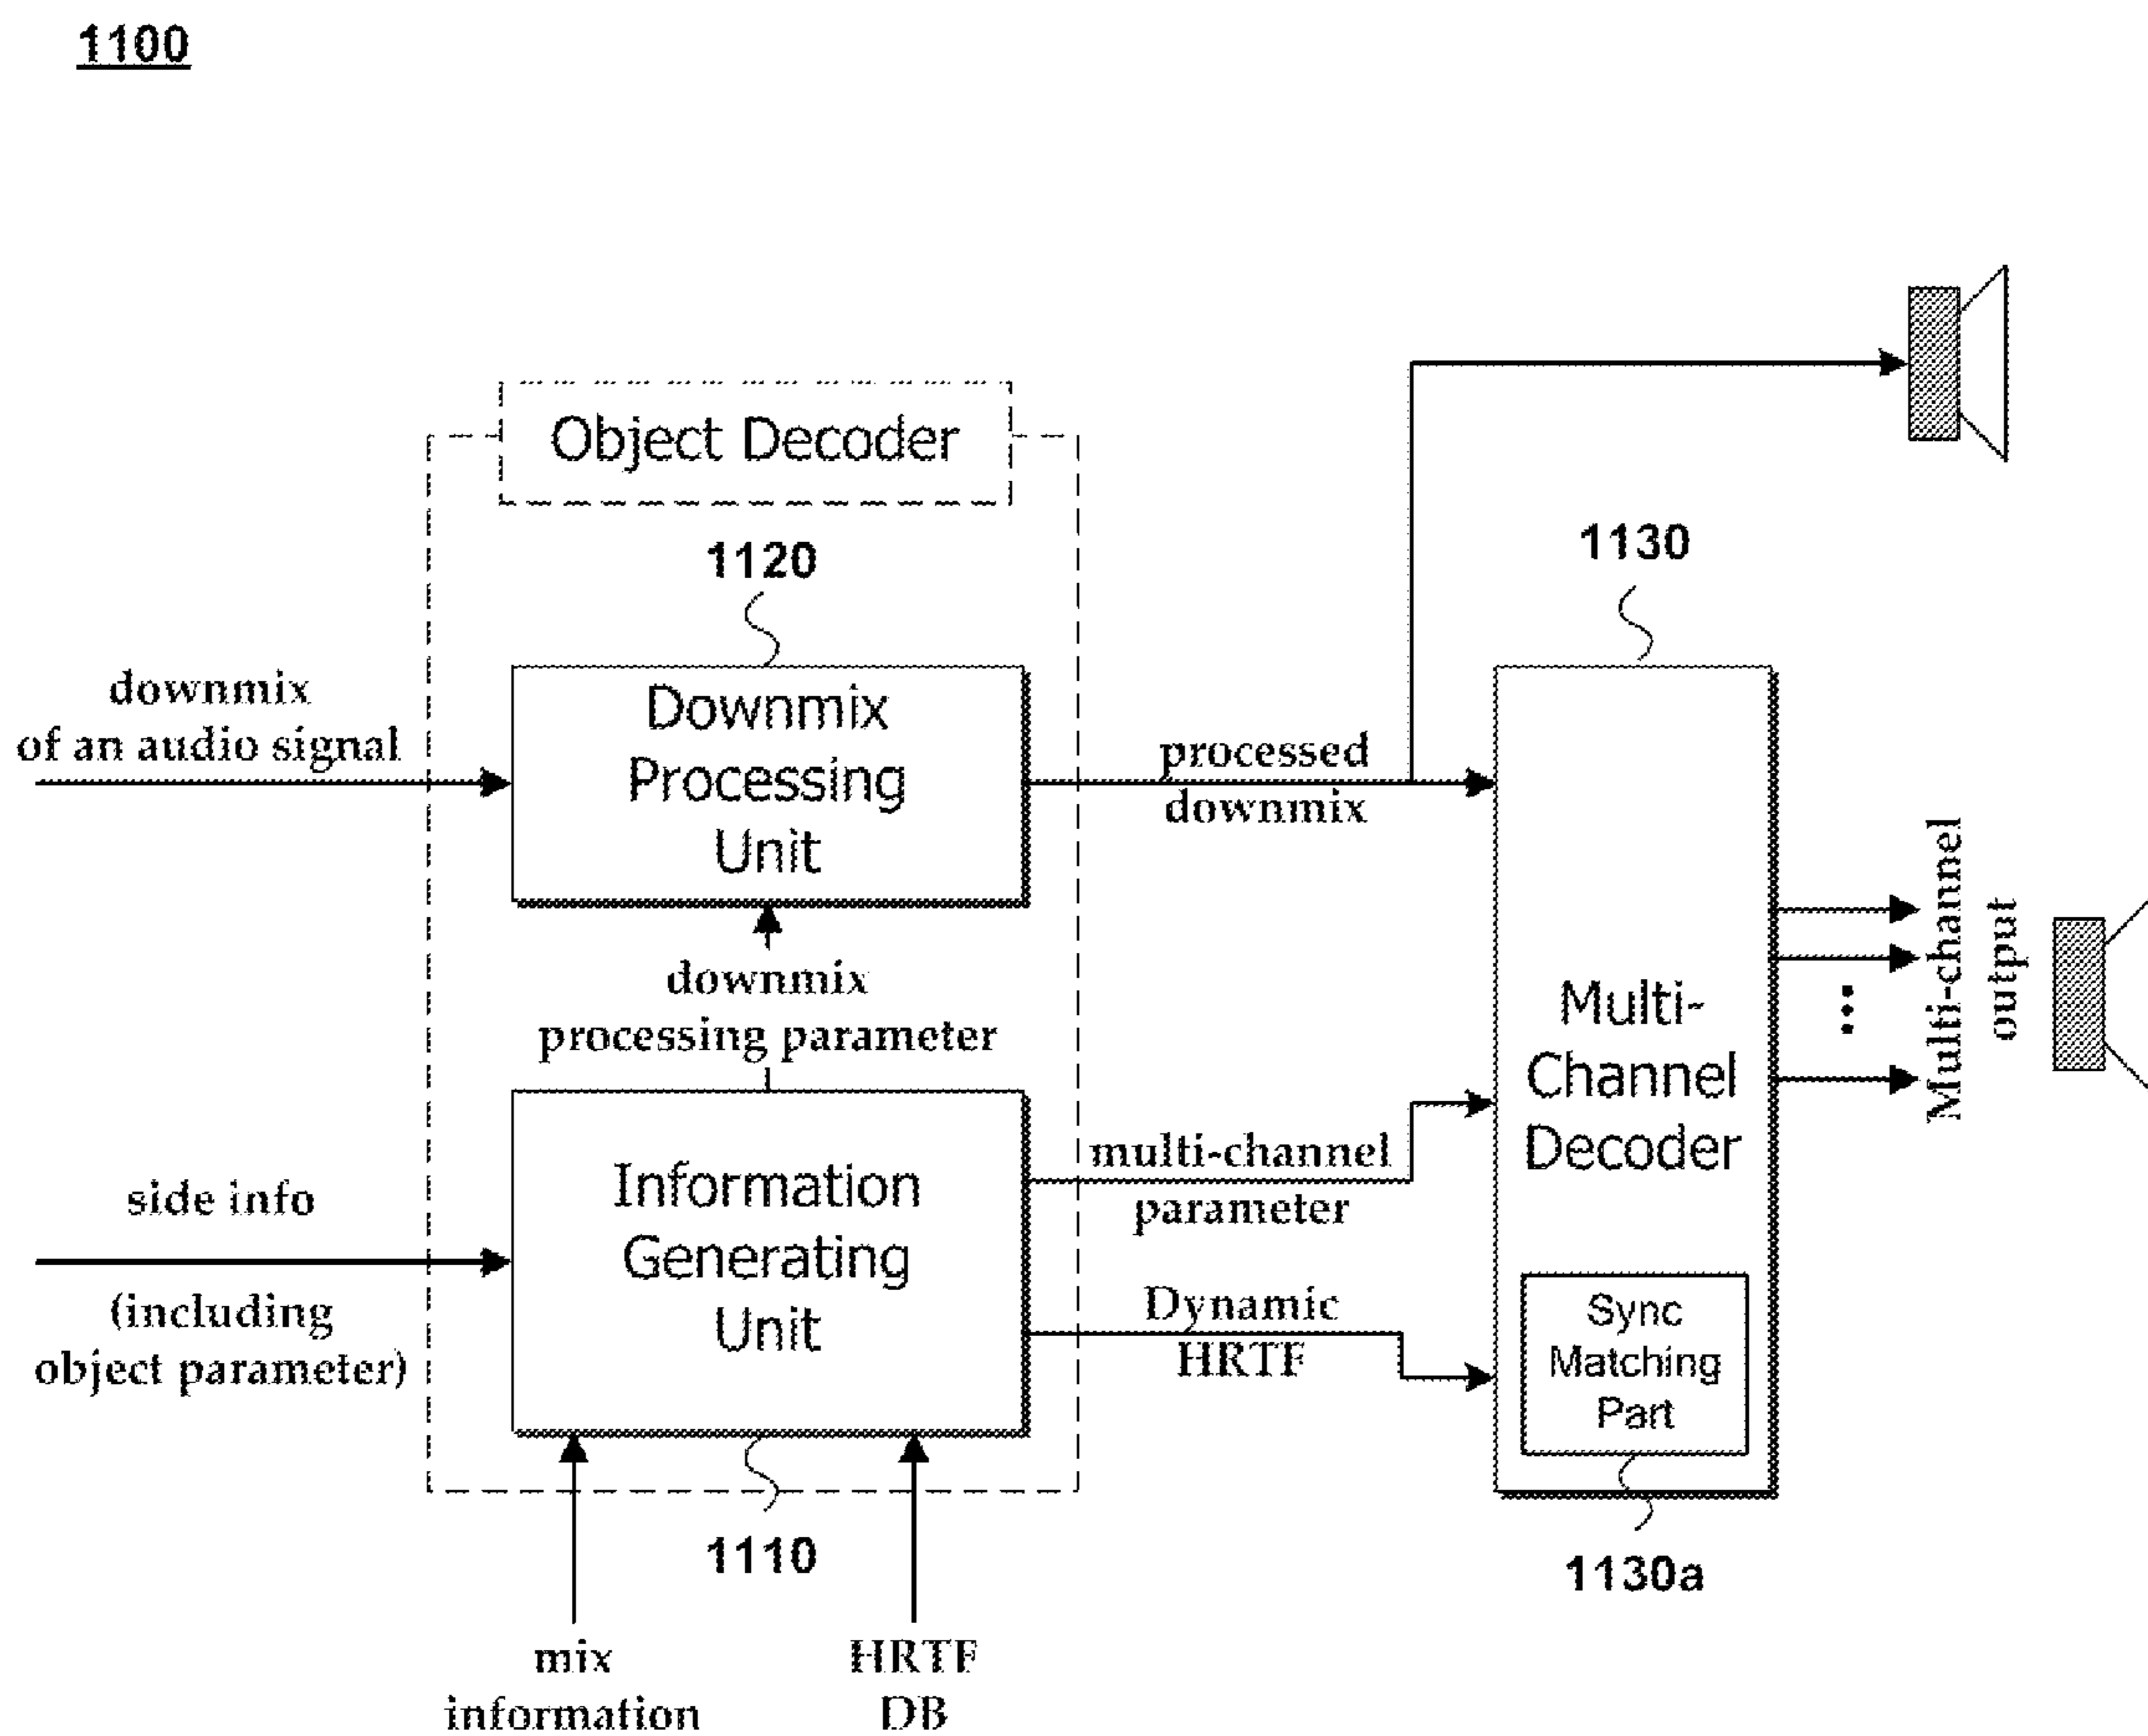 1100
Object Decoder
1120
1130
downmix
of an audio signal
Downmix
Processing
Unit
processed
downmix
downmix
processing parameter
Multi-channel
output
Multi-
Channel
Decoder
side info
(including
object parameter)
Information
Generating
Unit
multi-channel
parameter
Dynamic
HRTF
Sync
Matching
Part
1110
1130a
mix
information
HRTF
DB